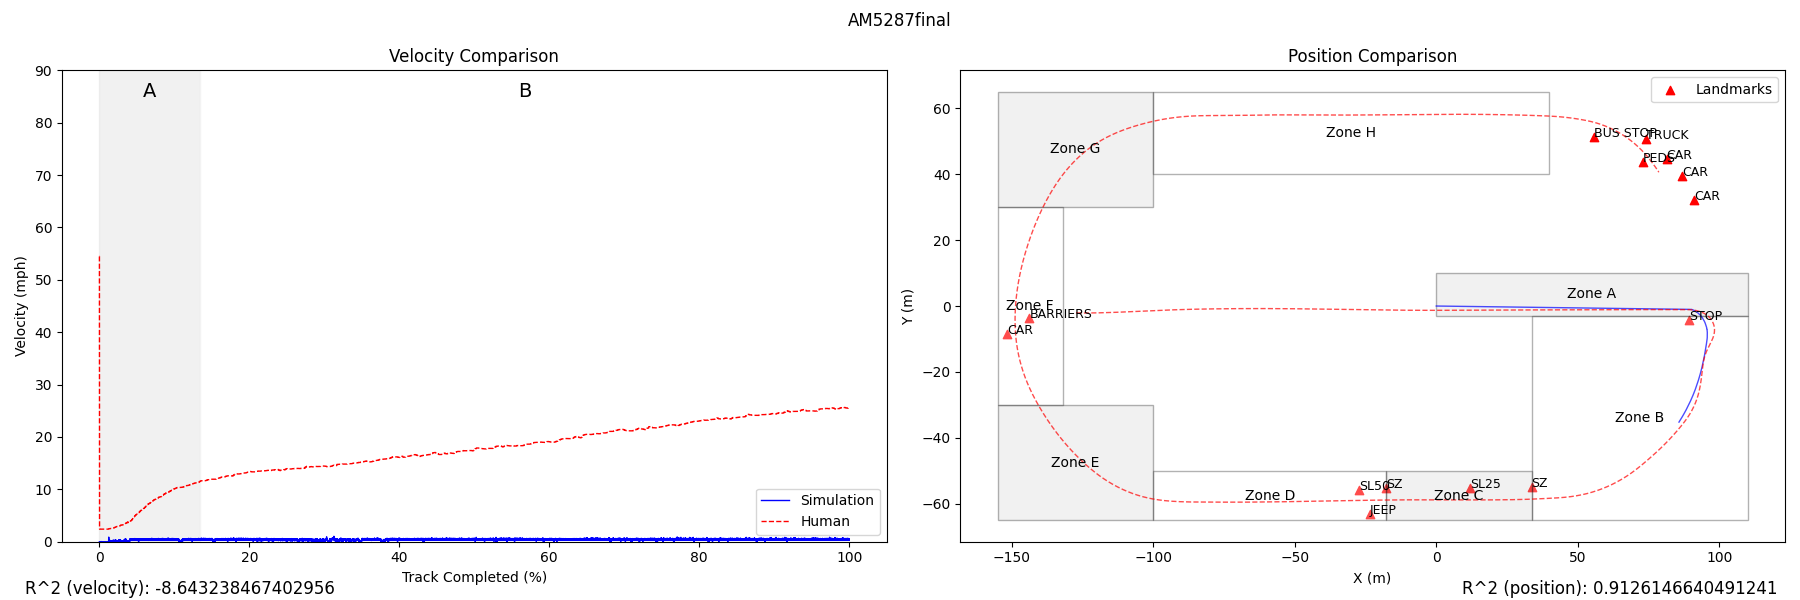 AM5287final
Velocity Comparison
A
B
90
80
70
60
50
40
30
20
10
0
Velocity (mph)
Simulation
Human
0
20
40
60
80
100
Track Completed (%)
R^2 (velocity): -8.643238467402956
Position Comparison
Landmarks
60
40
20
0
−20
−40
−60
Y (m)
Zone H
BUS STOP
TRUCK
Zone G
PEDS
CAR
CAR
CAR
Zone A
Zone F
BARRIERS
STOP
CAR
Zone B
Zone E
SL50
SZ
SL25
SZ
Zone D
Zone C
JEEP
−150
−100
−50
0
50
100
X (m)
R^2 (position): 0.9126146640491241